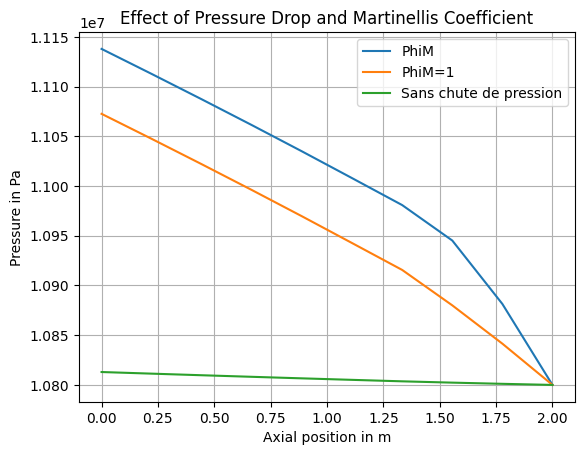 Effect of Pressure Drop and Martinellis Coefficient
1e7
PhiM
PhiM=1
Sans chute de pression
1.115
1.110
1.105
1.100
1.095
1.090
1.085
1.080
Pressure in Pa
0.00 0.25 0.50 0.75 1.00 1.25 1.50 1.75 2.00
Axial position in m